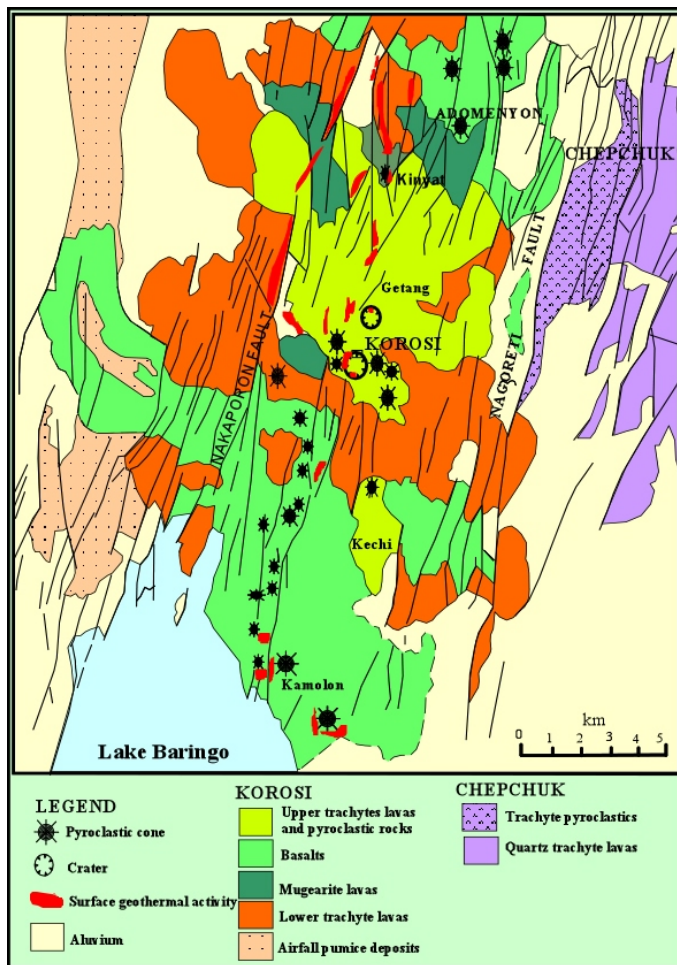 ADOMENYON
CHEPCHUK
Kinyat
NAGORETI FAULT
Getang
KOROSI
NAKAPORON FAULT
Kechi
Kamolon
km
Lake Baringo
0 1 2 3 4 5
LEGEND
Pyroclastic cone
Crater
Surface geothermal activity
Aluvium
KOROSI
Upper trachytes lavas
and pyroclastic rocks
Basalts
Mugearite lavas
Lower trachyte lavas
Airfall pumice deposits
CHEPCHUK
Trachyte pyroclastics
Quartz trachyte lavas